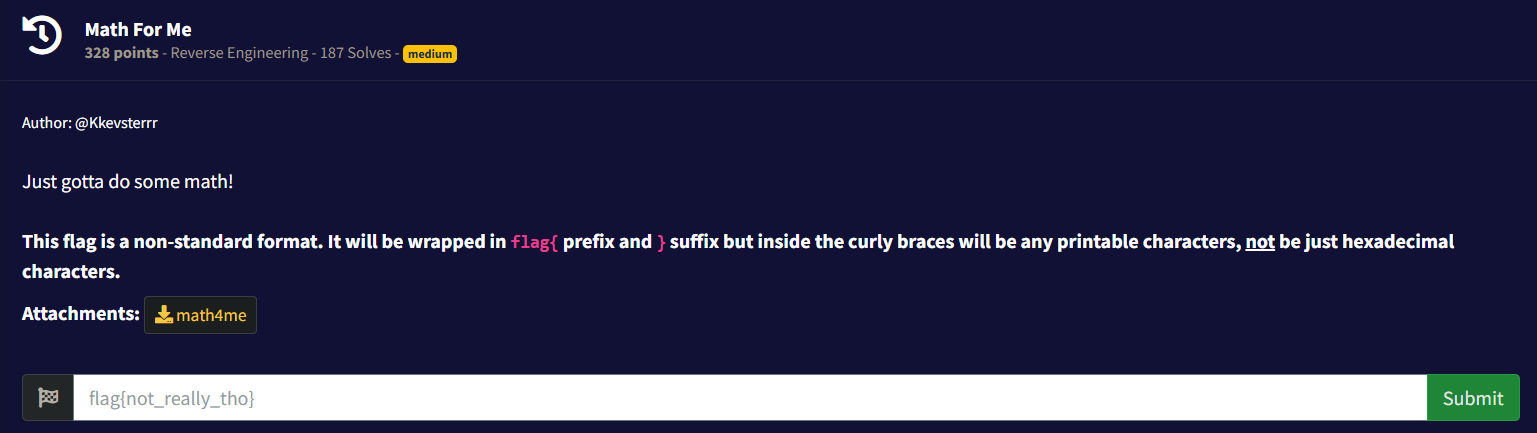 Math For Me
328 points - Reverse Engineering - 187 Solves - medium
Author: @Kkevsterrr
Just gotta do some math!
This flag is a non-standard format. It will be wrapped in flag{ prefix and } suffix but inside the curly braces will be any printable characters, not be just hexadecimal
characters.
Attachments: math4me
flag{not_really_tho} Submit